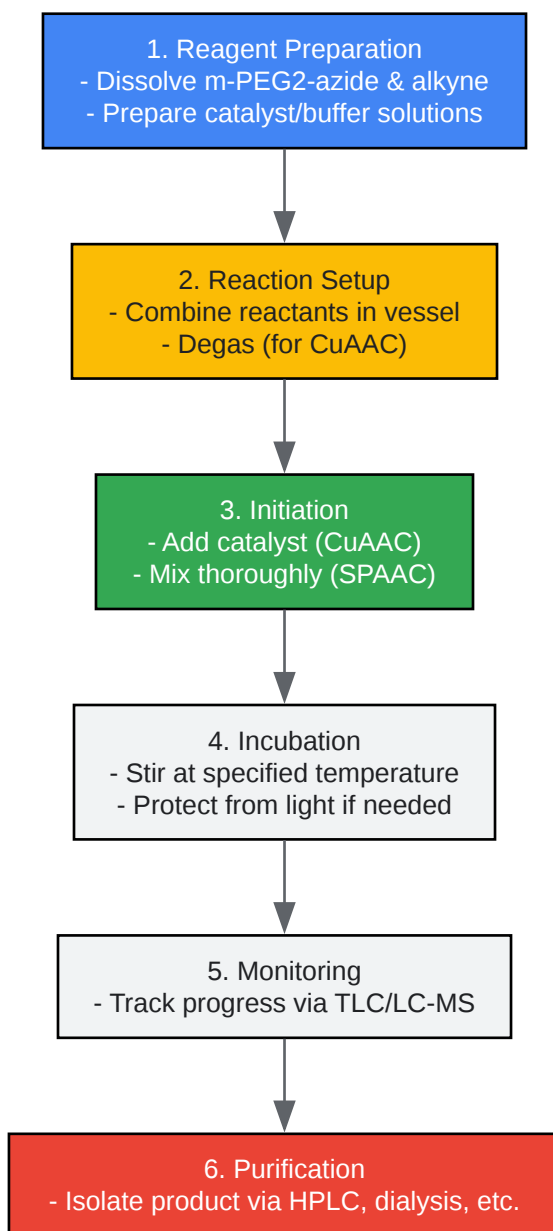 1. Reagent Preparation
- Dissolve m-PEG2-azide & alkyne
- Prepare catalyst/buffer solutions
2. Reaction Setup
- Combine reactants in vessel
- Degas (for CuAAC)
3. Initiation
- Add catalyst (CuAAC)
- Mix thoroughly (SPAAC)
4. Incubation
- Stir at specified temperature
- Protect from light if needed
5. Monitoring
- Track progress via TLC/LC-MS
6. Purification
- Isolate product via HPLC, dialysis, etc.